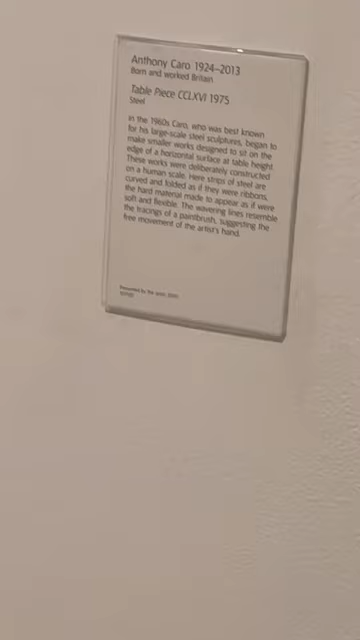 Anthony Caro 1924–2013
Born and worked Britain
Table Piece CCLXVI 1975
Steel
In the 1960s Caro, who was best known
for his large-scale steel sculptures, began to
make smaller works designed to sit on the
edge of a horizontal surface at table height.
These works were deliberately constructed
on a human scale. Here strips of steel are
curved and folded as if they were ribbons,
the hard material made to appear as if were
soft and flexible. The wavering lines resemble
the tracings of a paintbrush, suggesting the
free movement of the artist's hand.
Presented by the artist